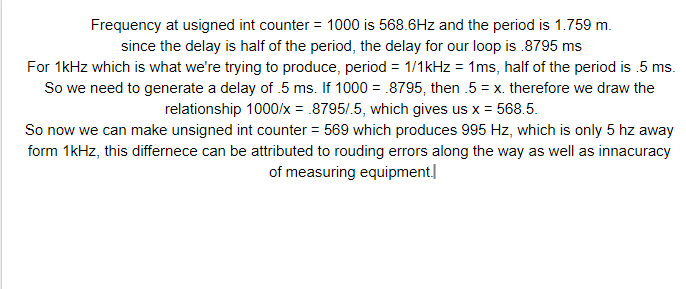 Frequency at usigned int counter = 1000 is 568.6Hz and the period is 1.759 m.
since the delay is half of the period, the delay for our loop is .8795 ms
For 1kHz which is what we're trying to produce, period = 1/1kHz = 1ms, half of the period is .5 ms.
So we need to generate a delay of .5 ms. If 1000 = .8795, then .5 = x. therefore we draw the
relationship 1000/x = .8795/.5, which gives us x = 568.5.
So now we can make unsigned int counter = 569 which produces 995 Hz, which is only 5 hz away
form 1kHz, this differnece can be attributed to rouding errors along the way as well as innacuracy
of measuring equipment.